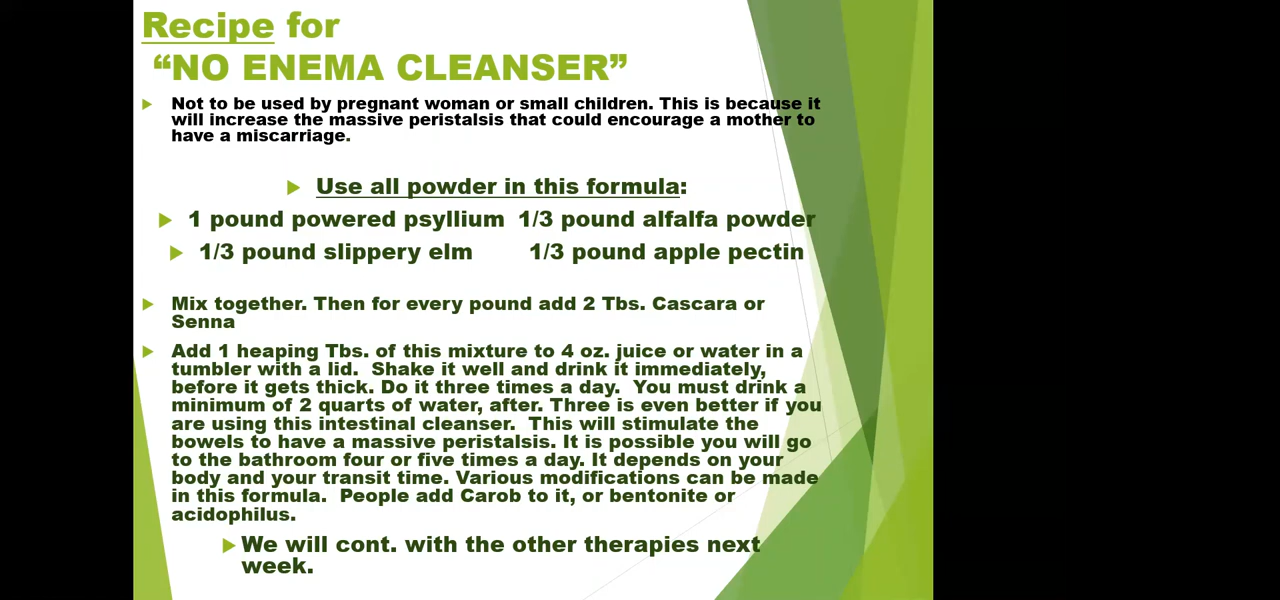 Recipe for
“NO ENEMA CLEANSER”
Not to be used by pregnant woman or small children. This is because it
will increase the massive peristalsis that could encourage a mother to
have a miscarriage.
Use all powder in this formula:
1 pound powered psyllium 1/3 pound alfalfa powder
1/3 pound slippery elm 1/3 pound apple pectin
Mix together. Then for every pound add 2 Tbs. Cascara or
Senna
Add 1 heaping Tbs. of this mixture to 4 oz. juice or water in a
tumbler with a lid. Shake it well and drink it immediately,
before it gets thick. Do it three times a day. You must drink a
minimum of 2 quarts of water, after. Three is even better if you
are using this intestinal cleanser. This will stimulate the
bowels to have a massive peristalsis. It is possible you will go
to the bathroom four or five times a day. It depends on your
body and your transit time. Various modifications can be made
in this formula. People add Carob to it, or bentonite or
acidophilus.
We will cont. with the other therapies next
week.